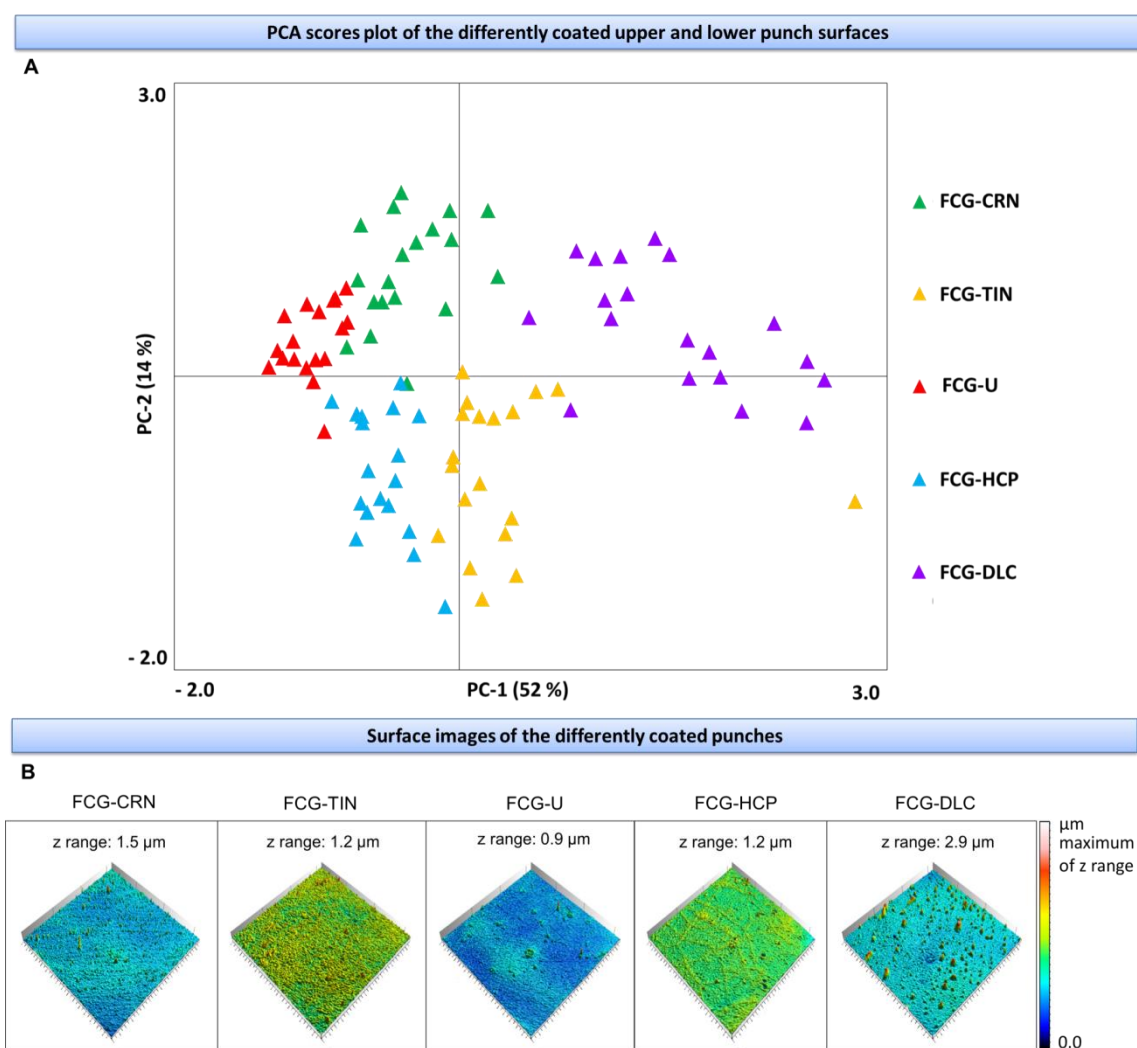 PCA scores plot of the differently coated upper and lower punch surfaces
A
3.0
PC-2 (14 %)
- 2.0
- 2.0
PC-1 (52 %)
3.0
FCG-CRN
FCG-TIN
FCG-U
FCG-HCP
FCG-DLC
Surface images of the differently coated punches
B
FCG-CRN
z range: 1.5 µm
FCG-TIN
z range: 1.2 µm
FCG-U
z range: 0.9 µm
FCG-HCP
z range: 1.2 µm
FCG-DLC
z range: 2.9 µm
µm
maximum
of z range
0.0